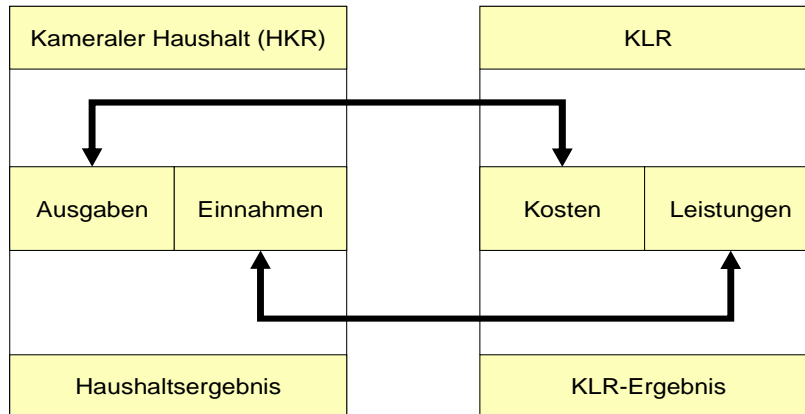 Kameraler Haushalt (HKR)
KLR
Ausgaben
Einnahmen
Kosten
Leistungen
Haushaltsergebnis
KLR-Ergebnis